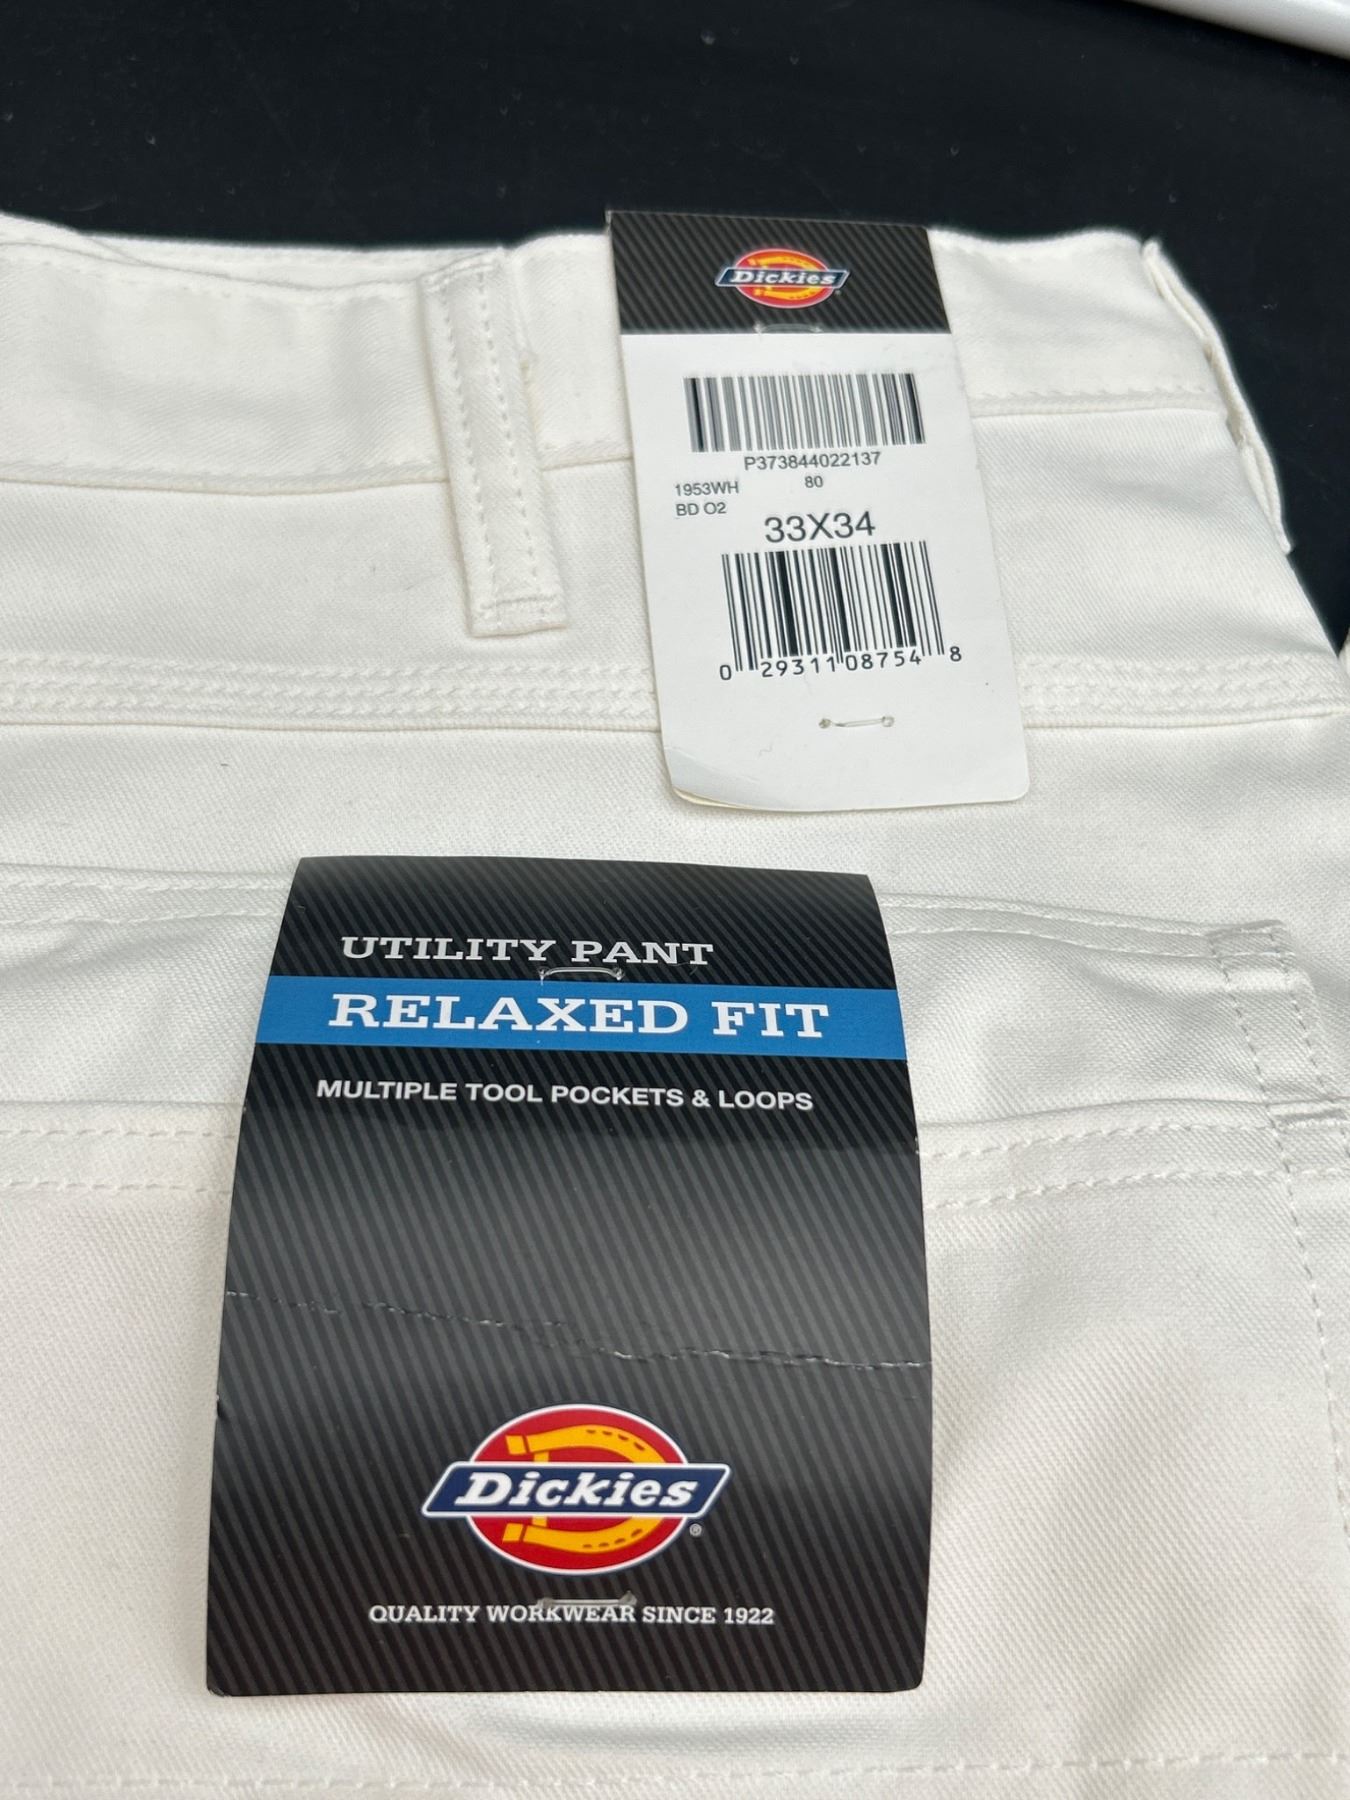 Dickies
P373844022137
1953WH 80
BD O2
33X34
0 29311 08754 8
UTILITY PANT
RELAXED FIT
MULTIPLE TOOL POCKETS & LOOPS
Dickies®
QUALITY WORKWEAR SINCE 1922